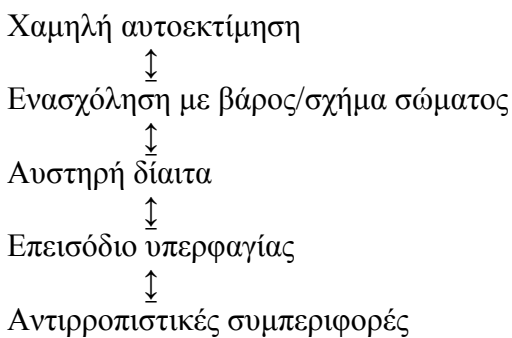 Χαμηλή αυτοεκτίμηση
↨
Ενασχόληση με βάρος/σχήμα σώματος
↨
Αυστηρή δίαιτα
↨
Επεισόδιο υπερφαγίας
↨
Αντιρροπιστικές συμπεριφορές